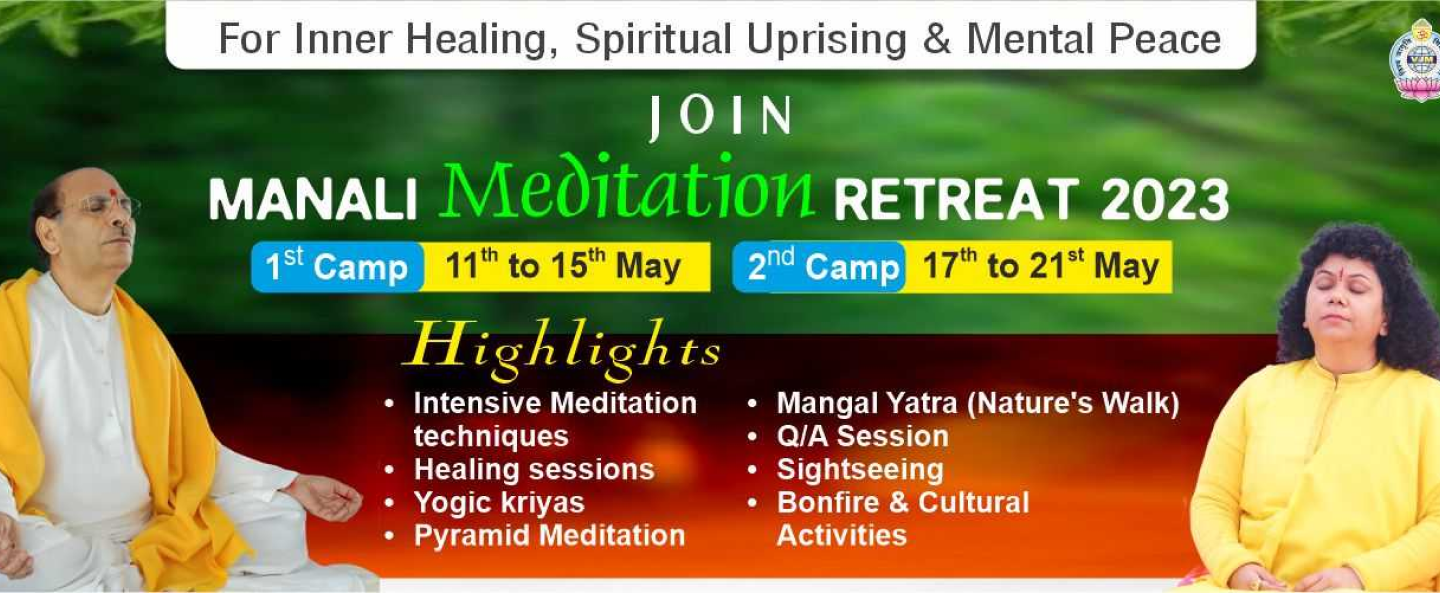 For Inner Healing, Spiritual Uprising & Mental Peace
VJM
JOIN
MANALI Meditation RETREAT 2023
1st Camp 11th to 15th May 2nd Camp 17th to 21st May
Highlights
• Intensive Meditation
techniques
• Healing sessions
• Yogic kriyas
• Pyramid Meditation
• Mangal Yatra (Nature's Walk)
• Q/A Session
• Sightseeing
• Bonfire & Cultural
Activities